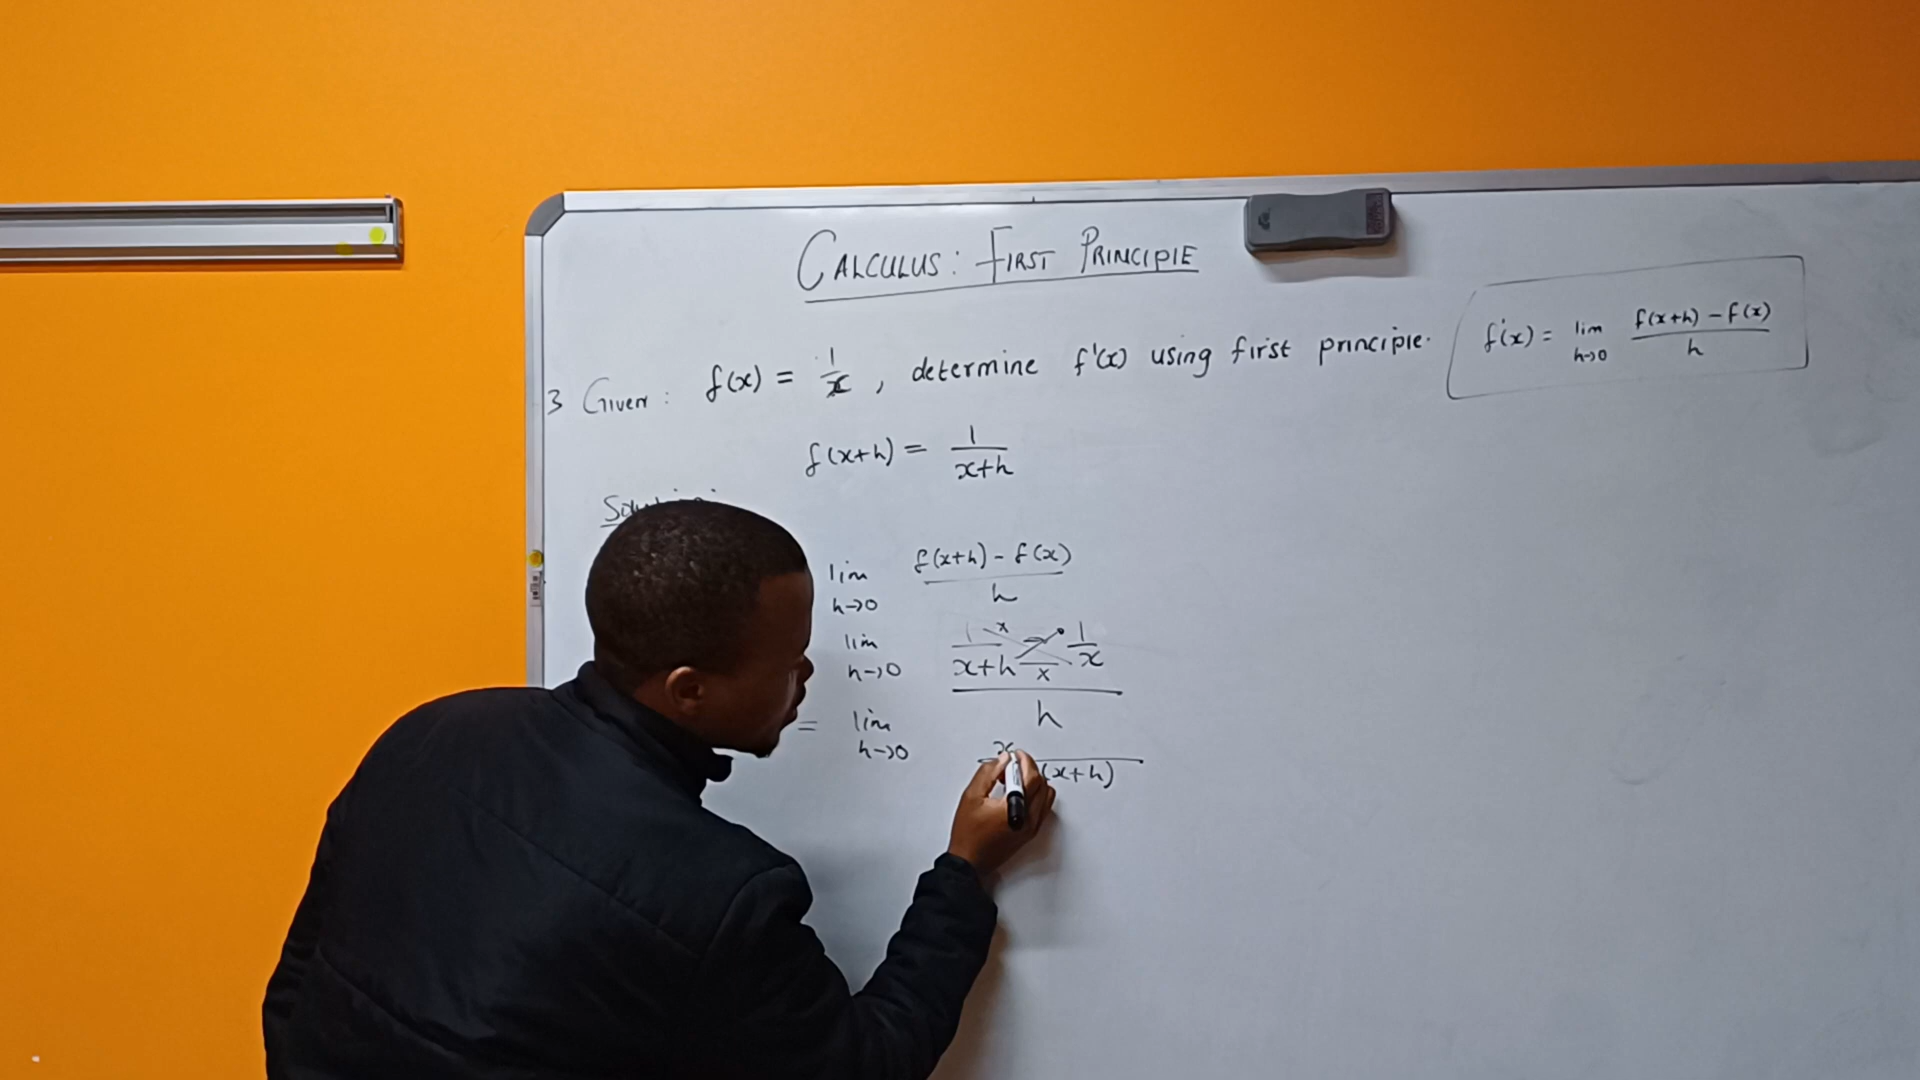 CALCULUS: FIRST PRINCIPLE
3 Given: f(x) = 1/x, determine f'(x) using first principle.
f'(x) = lim h→0 f(x+h) - f(x) / h
f(x+h) = 1/x+h
lim h→0 f(x+h) - f(x) / h
lim h→0 1/x+h - 1/x / h
= lim h→0 x / (x+h)